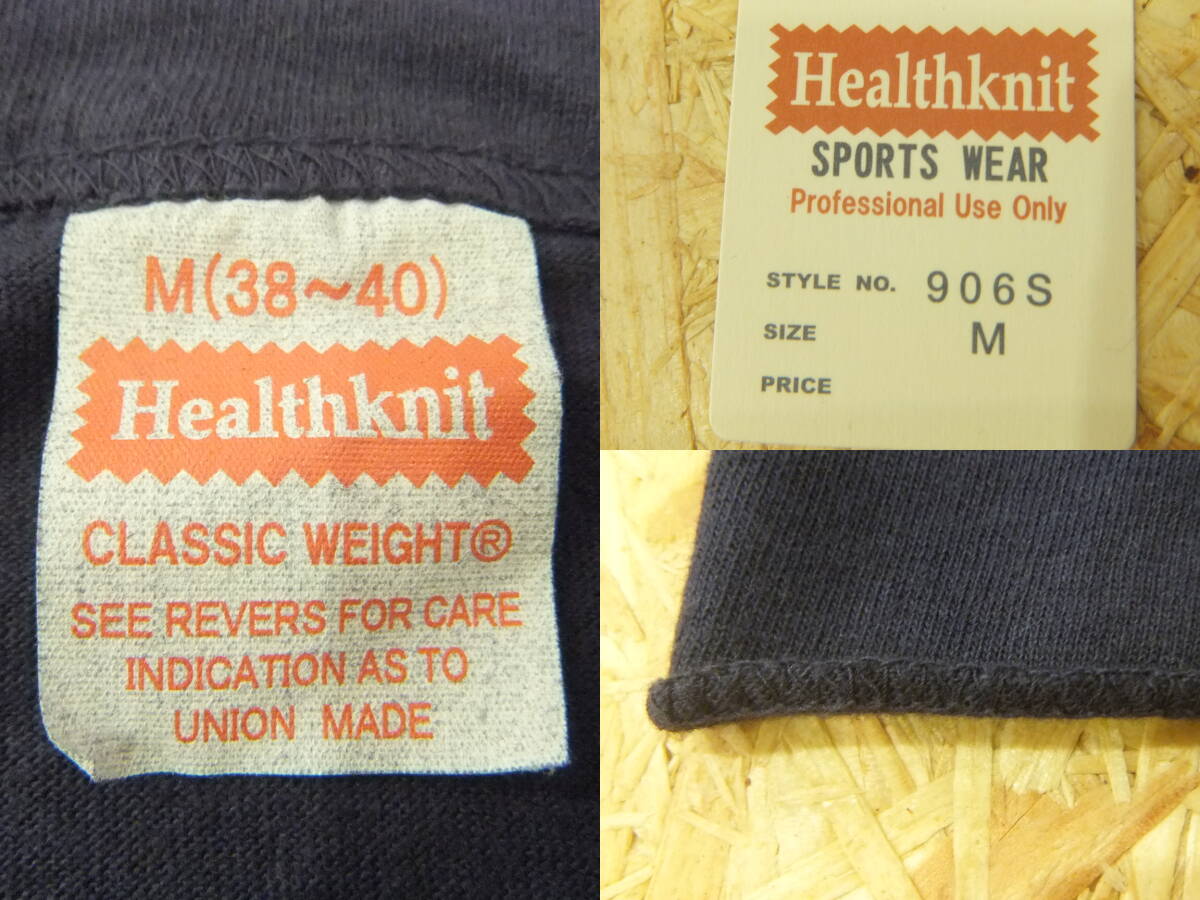 M(38~40)
Healthknit
CLASSIC WEIGHT®
SEE REVERS FOR CARE
INDICATION AS TO
UNION MADE
Healthknit
SPORTS WEAR
Professional Use Only
STYLE NO. 906S
SIZE M
PRICE